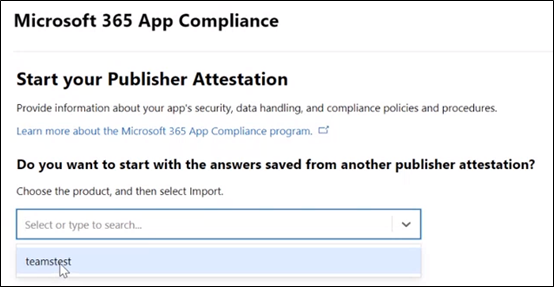 Microsoft 365 App Compliance
Start your Publisher Attestation
Provide information about your app's security, data handling, and compliance policies and procedures.
Learn more about the Microsoft 365 App Compliance program.
Do you want to start with the answers saved from another publisher attestation?
Choose the product, and then select Import.
Select or type to search...
teamstest